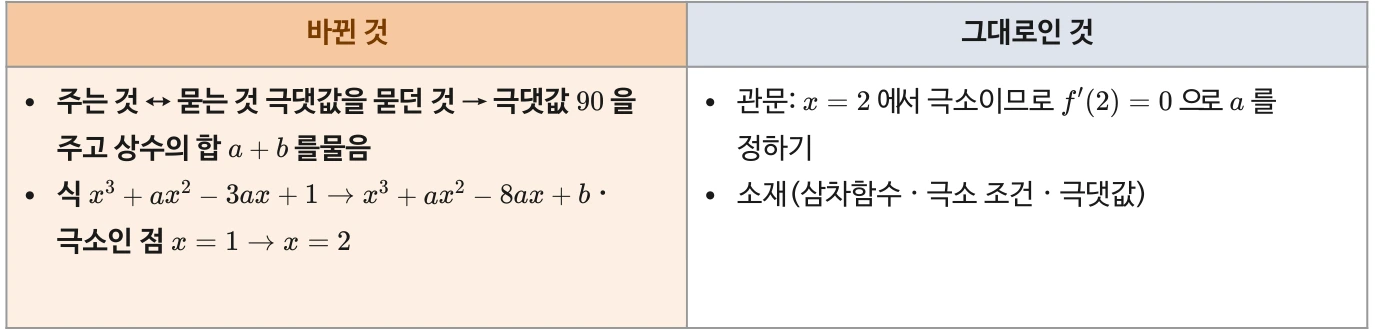 바뀐 것
그대로인 것
• 주는 것 ↔ 묻는 것 극댓값을 묻던 것 → 극댓값 90 을
주고 상수의 합 a + b 를물음
• 식 x³ + ax² − 3ax + 1 → x³ + ax² − 8ax + b ·
극소인 점 x = 1 → x = 2
• 관문: x = 2 에서 극소이므로 f′(2) = 0 으로 a 를
정하기
• 소재(삼차함수 · 극소 조건 · 극댓값)